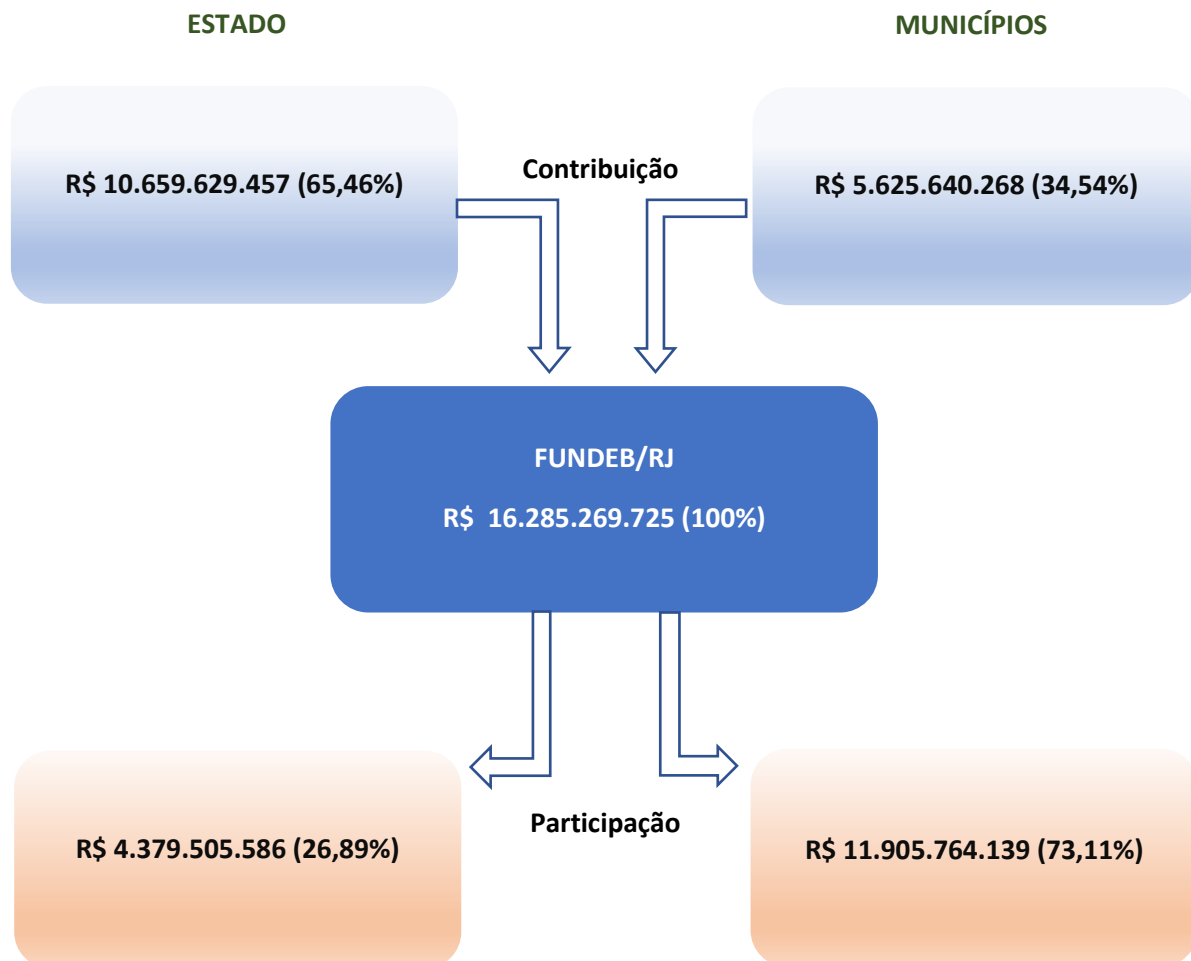 ESTADO
MUNICÍPIOS
Contribuição
R$ 10.659.629.457 (65,46%)
R$ 5.625.640.268 (34,54%)
FUNDEB/RJ
R$ 16.285.269.725 (100%)
Participação
R$ 4.379.505.586 (26,89%)
R$ 11.905.764.139 (73,11%)